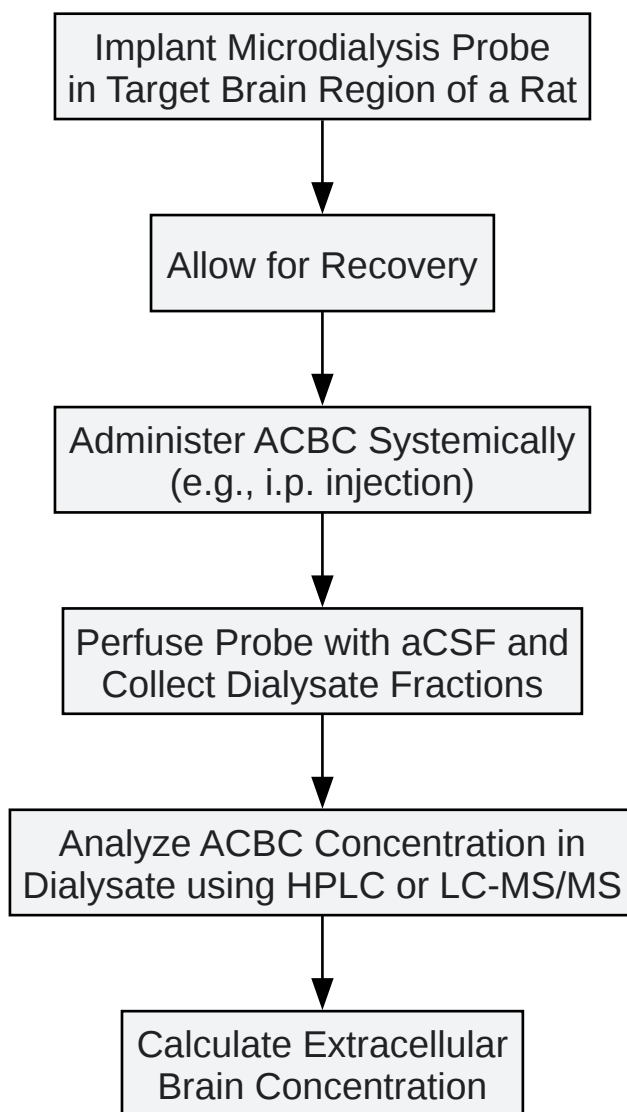 Implant Microdialysis Probe
in Target Brain Region of a Rat
Allow for Recovery
Administer ACBC Systemically
(e.g., i.p. injection)
Perfuse Probe with aCSF and
Collect Dialysate Fractions
Analyze ACBC Concentration in
Dialysate using HPLC or LC-MS/MS
Calculate Extracellular
Brain Concentration